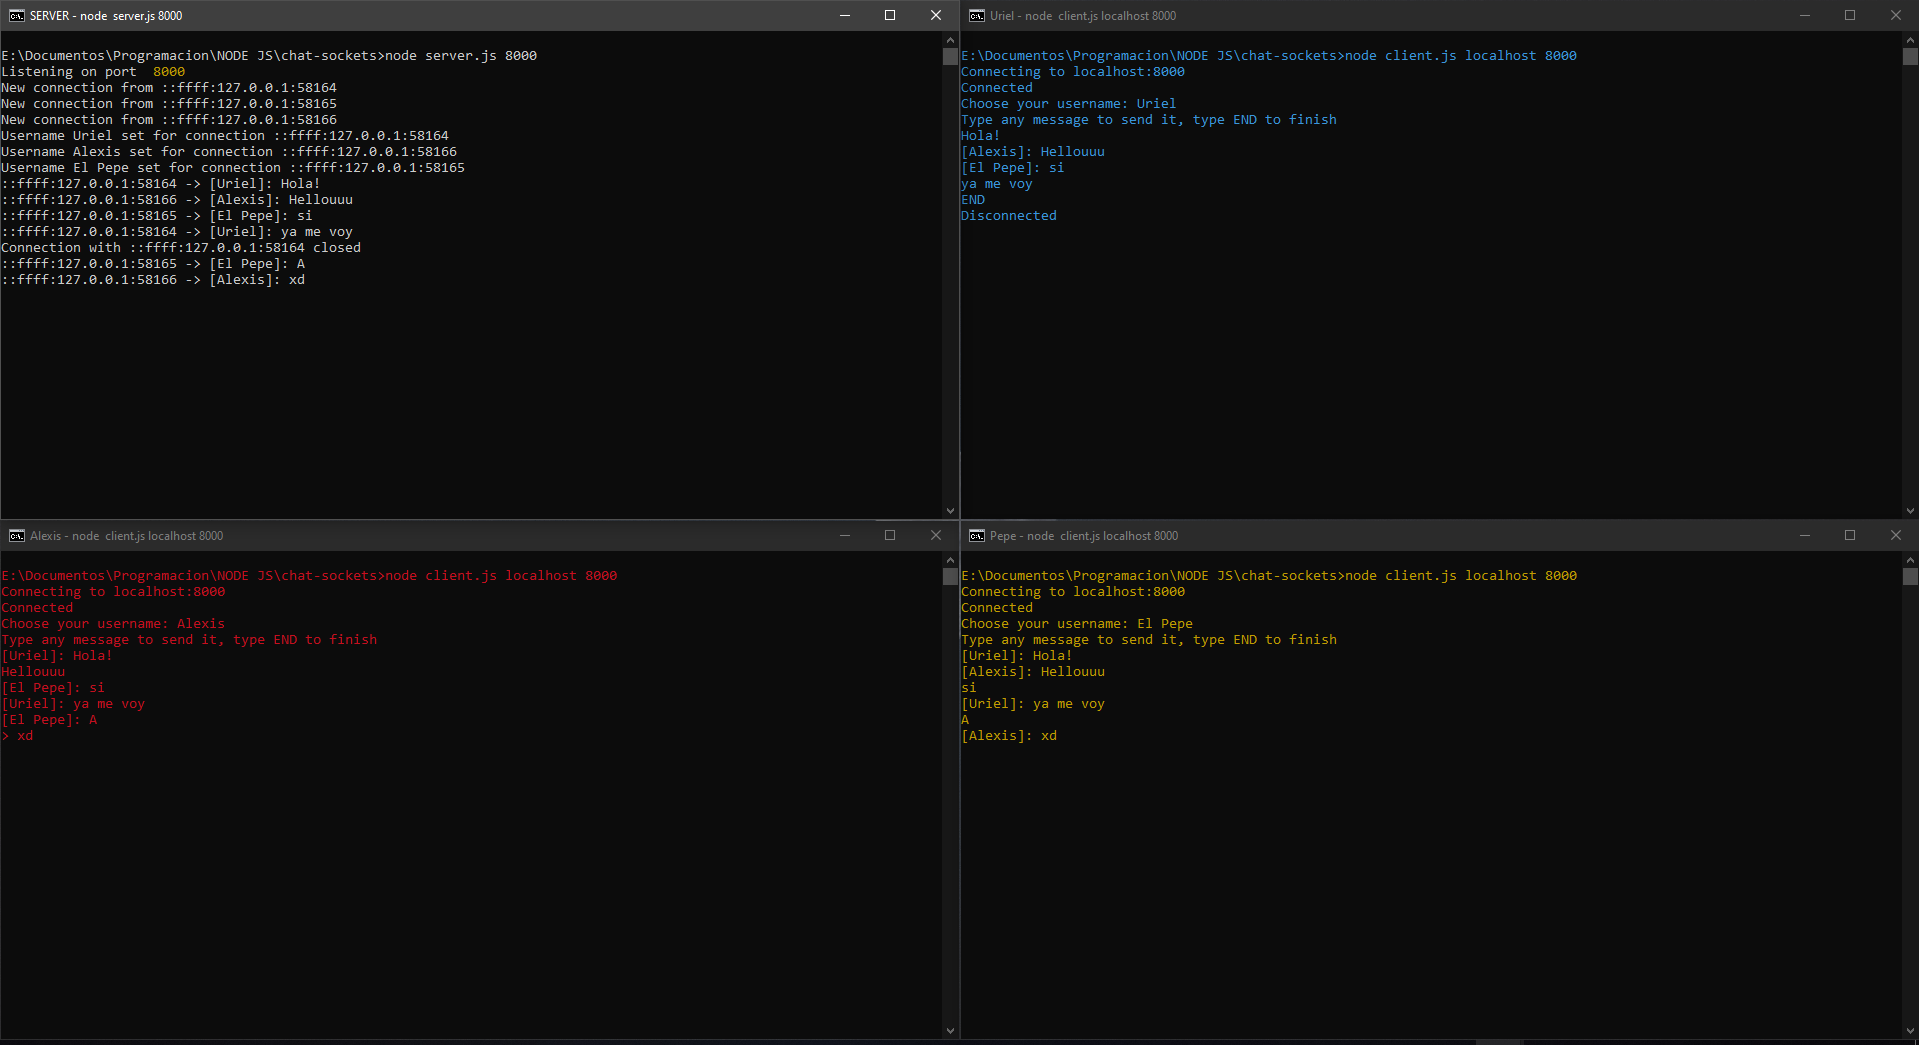 SERVER - node  server.js 8000
E:\Documentos\Programacion\NODE JS\chat-sockets>node server.js 8000
Listening on port  8000
New connection from ::ffff:127.0.0.1:58164
New connection from ::ffff:127.0.0.1:58165
New connection from ::ffff:127.0.0.1:58166
Username Uriel set for connection ::ffff:127.0.0.1:58164
Username Alexis set for connection ::ffff:127.0.0.1:58166
Username El Pepe set for connection ::ffff:127.0.0.1:58165
::ffff:127.0.0.1:58164 -> [Uriel]: Hola!
::ffff:127.0.0.1:58166 -> [Alexis]: Hellouuu
::ffff:127.0.0.1:58165 -> [El Pepe]: si
::ffff:127.0.0.1:58164 -> [Uriel]: ya me voy
Connection with ::ffff:127.0.0.1:58164 closed
::ffff:127.0.0.1:58165 -> [El Pepe]: A
::ffff:127.0.0.1:58166 -> [Alexis]: xd
Uriel - node  client.js localhost 8000
E:\Documentos\Programacion\NODE JS\chat-sockets>node client.js localhost 8000
Connecting to localhost:8000
Connected
Choose your username: Uriel
Type any message to send it, type END to finish
Hola!
[Alexis]: Hellouuu
[El Pepe]: si
ya me voy
END
Disconnected
Alexis - node  client.js localhost 8000
E:\Documentos\Programacion\NODE JS\chat-sockets>node client.js localhost 8000
Connecting to localhost:8000
Connected
Choose your username: Alexis
Type any message to send it, type END to finish
[Uriel]: Hola!
Hellouuu
[El Pepe]: si
[Uriel]: ya me voy
[El Pepe]: A
> xd
Pepe - node  client.js localhost 8000
E:\Documentos\Programacion\NODE JS\chat-sockets>node client.js localhost 8000
Connecting to localhost:8000
Connected
Choose your username: El Pepe
Type any message to send it, type END to finish
[Uriel]: Hola!
[Alexis]: Hellouuu
si
[Uriel]: ya me voy
A
[Alexis]: xd